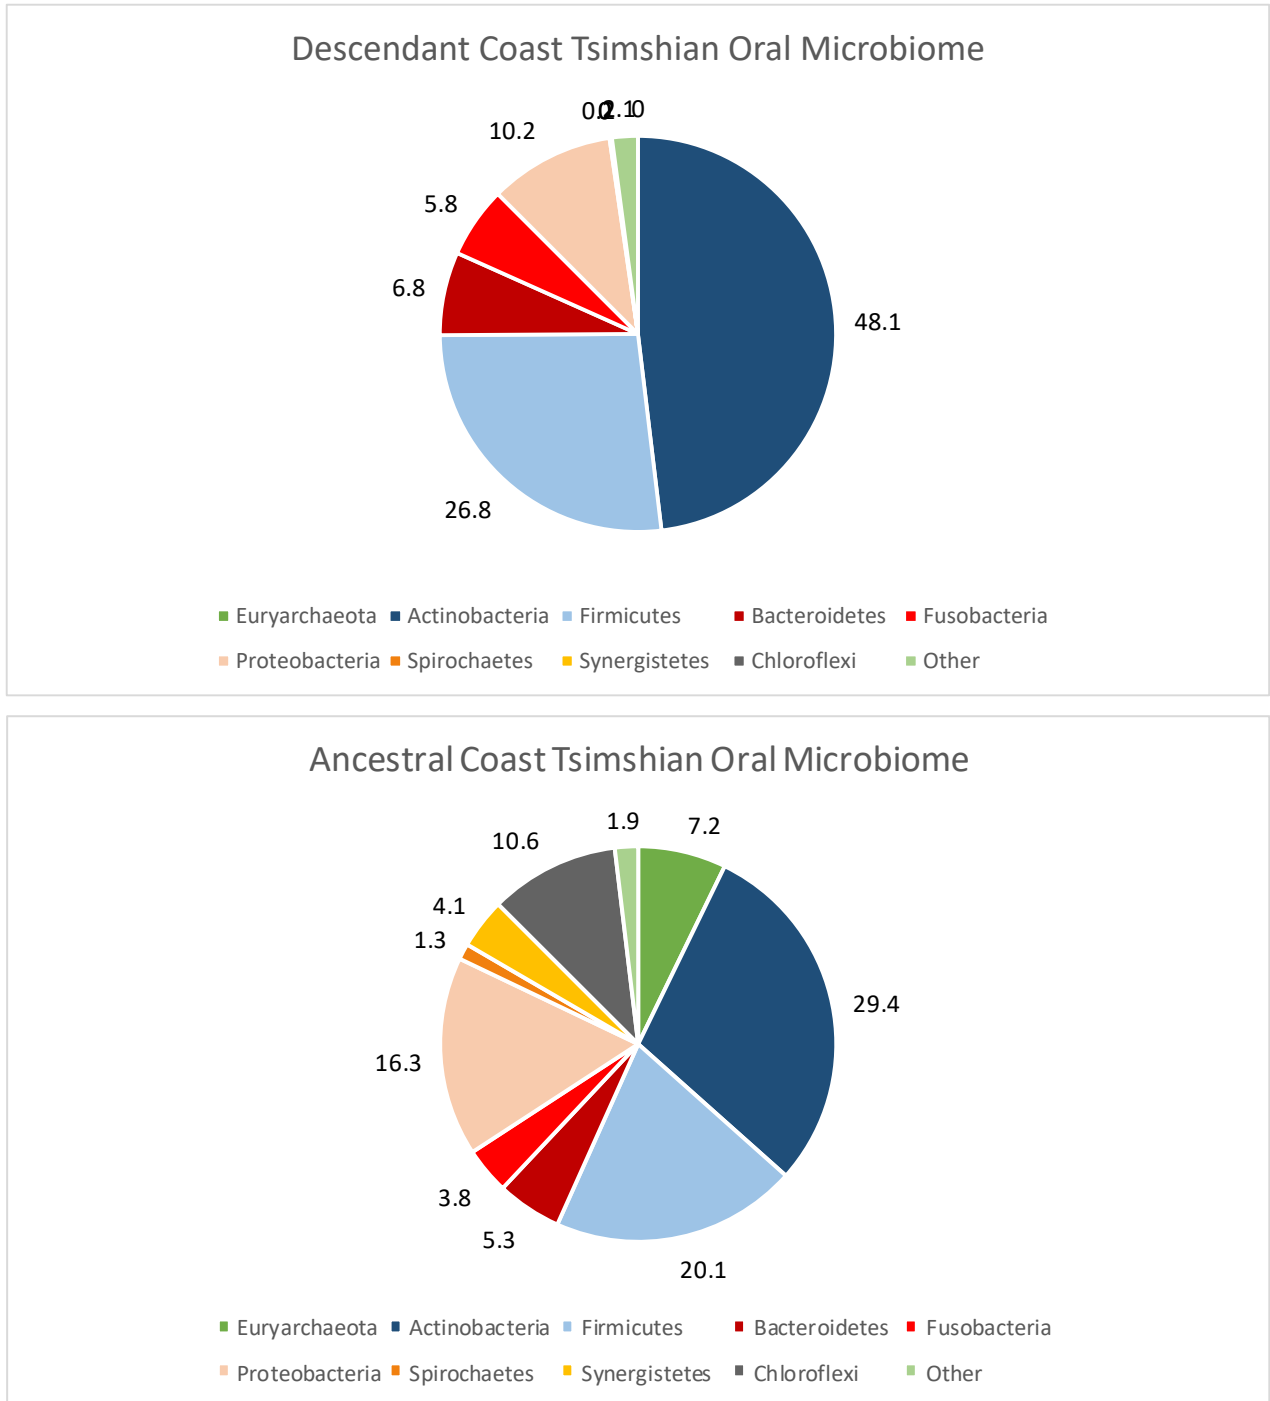 Descendant Coast Tsimshian Oral Microbiome
10.2
5.8
6.8
48.1
26.8
Euryarchaeota Actinobacteria Firmicutes Bacteroidetes Fusobacteria
Proteobacteria Spirochaetes Synergistetes Chloroflexi Other
Ancestral Coast Tsimshian Oral Microbiome
1.9 7.2
10.6
4.1
1.3
29.4
16.3
3.8
5.3
20.1
Euryarchaeota Actinobacteria Firmicutes Bacteroidetes Fusobacteria
Proteobacteria Spirochaetes Synergistetes Chloroflexi Other